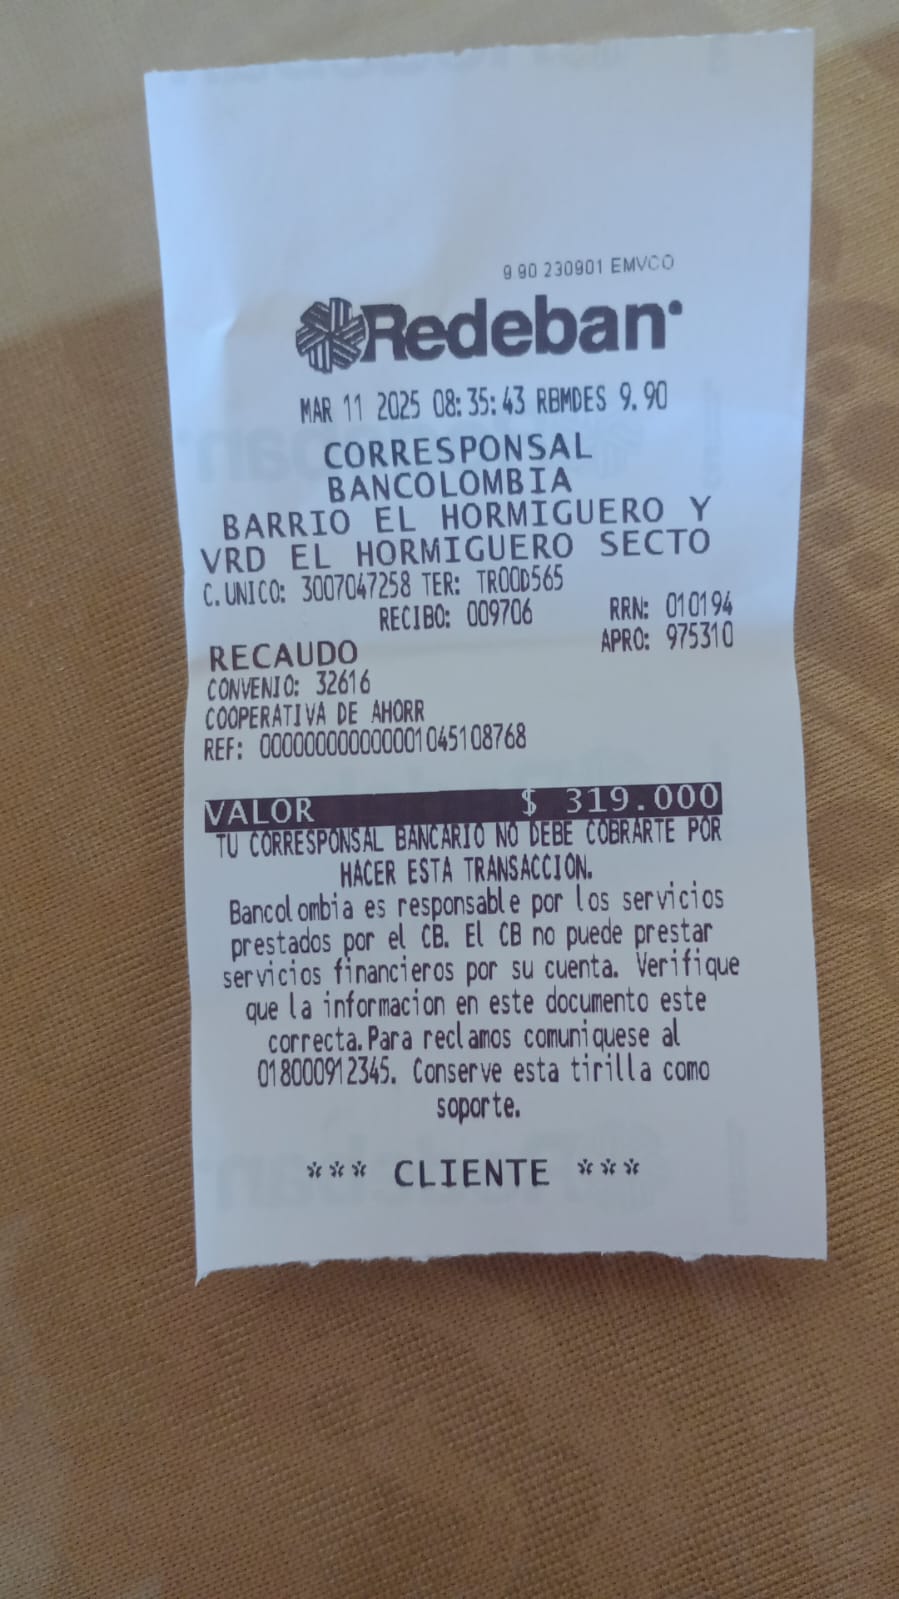 9 90 230901 EMVCO
Redeban
MAR 11 2025 08:35:43 RBMDES 9.90
CORRESPONSAL
BANCOLOMBIA
BARRIO EL HORMIGUERO Y
VRD EL HORMIGUERO SECTO
C.UNICO: 3007047258 TER: TR00D565
RECIBO: 009706 RRN: 010194
RECAUDO APRO: 975310
CONVENIO: 32616
COOPERATIVA DE AHORR
REF: 00000000000001045108768
VALOR $ 319.000
TU CORRESPONSAL BANCARIO NO DEBE COBRARTE POR
HACER ESTA TRANSACCION.
Bancolombia es responsable por los servicios
prestados por el CB. El CB no puede prestar
servicios financieros por su cuenta. Verifique
que la informacion en este documento este
correcta.Para reclamos comuniquese al
018000912345. Conserve esta tirilla como
soporte.
*** CLIENTE ***